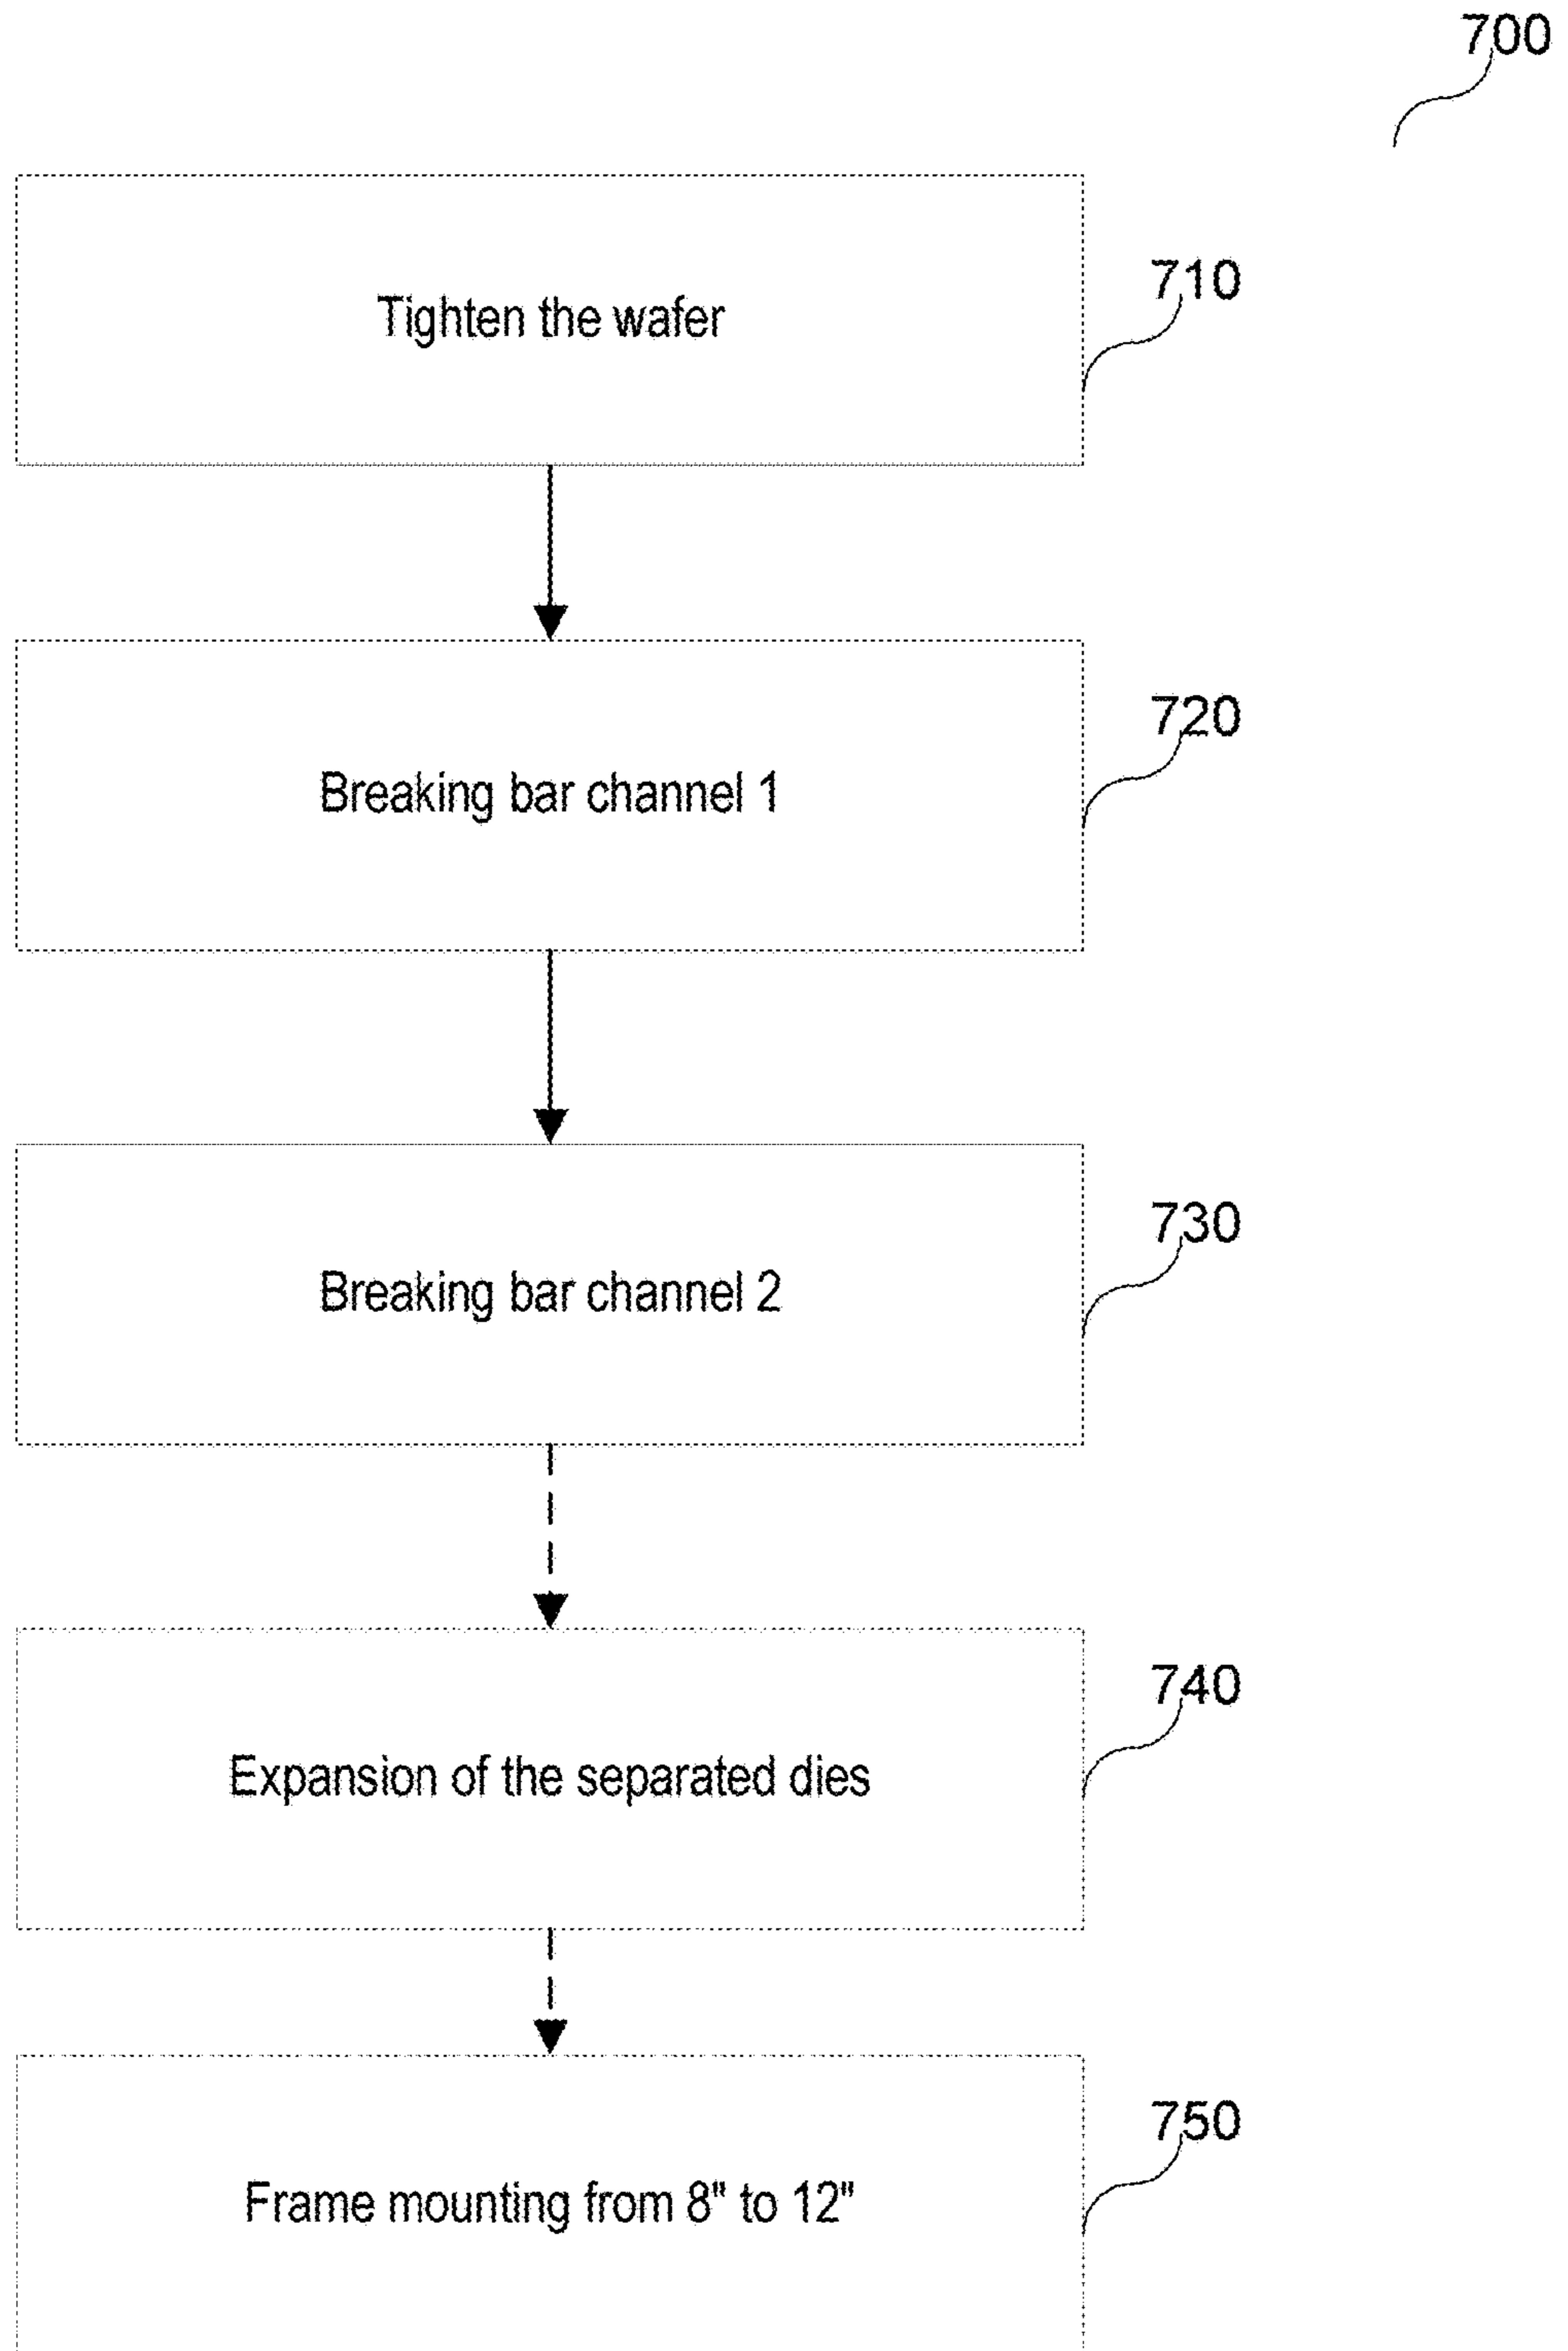 700
Tighten the wafer
710
Breaking bar channel 1
720
Breaking bar channel 2
730
Expansion of the separated dies
740
Frame mounting from 8" to 12"
750